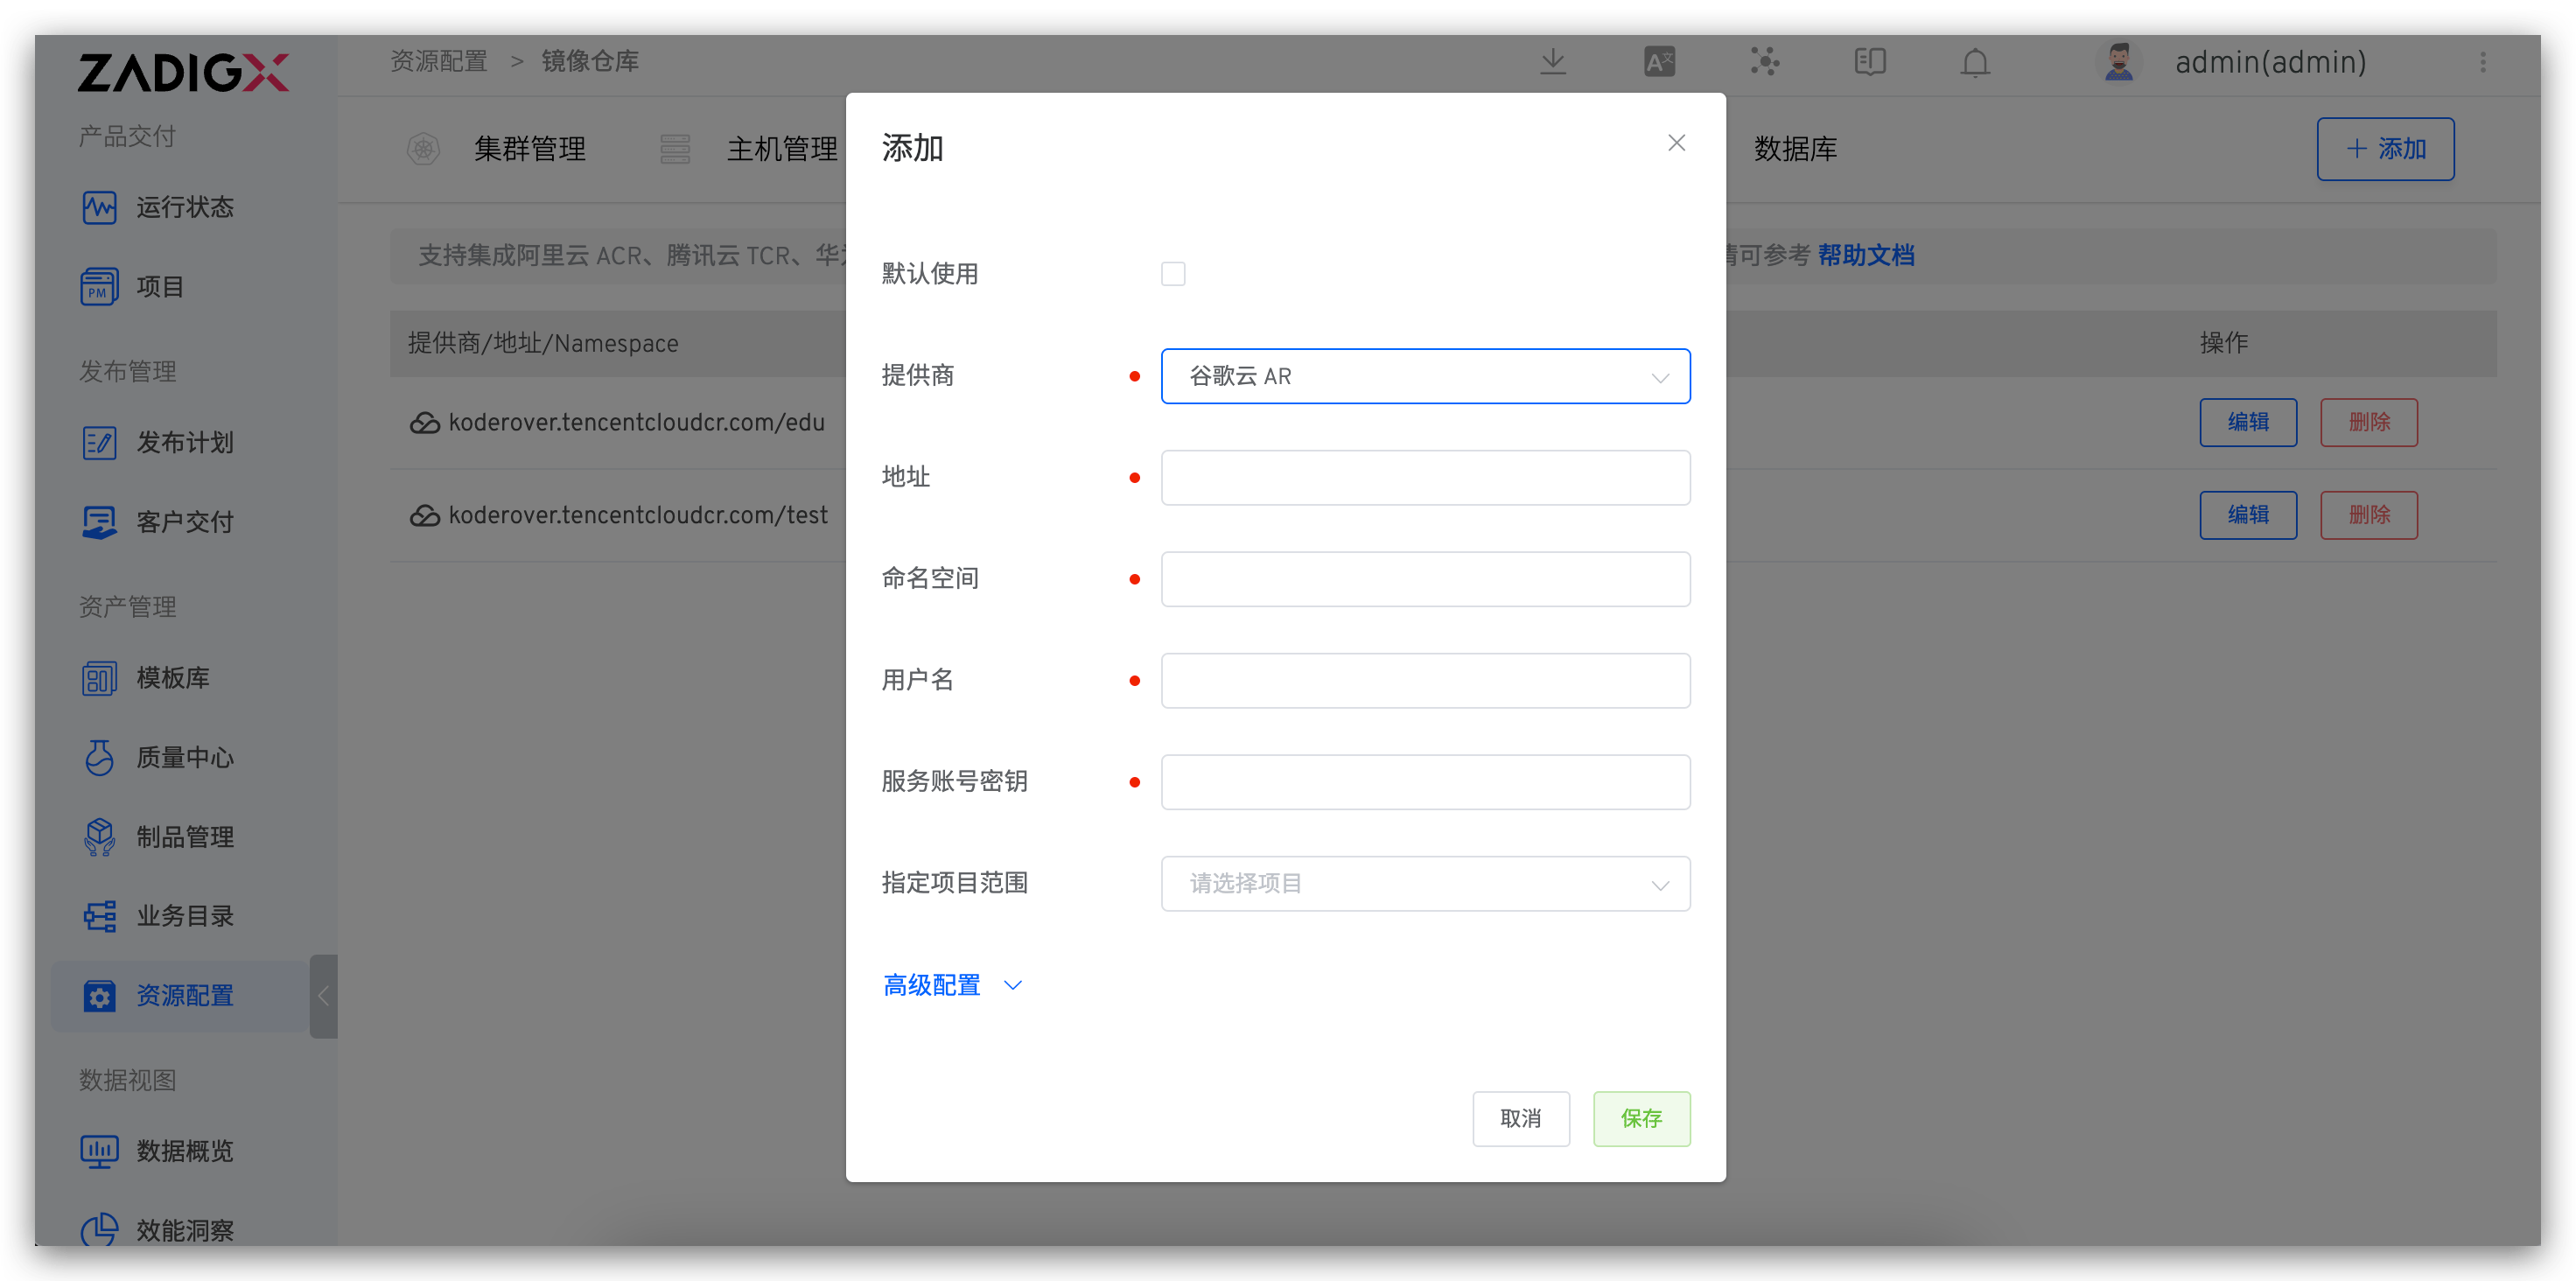 ZADIGX
产品交付
运行状态
项目
发布管理
发布计划
客户交付
资产管理
模板库
质量中心
制品管理
业务目录
资源配置
数据视图
数据概览
效能洞察
资源配置 > 镜像仓库
admin(admin)
集群管理
主机管理
数据库
+ 添加
支持集成阿里云 ACR、腾讯云 TCR、华
可参考 帮助文档
提供商/地址/Namespace
操作
koderover.tencentcloudcr.com/edu
编辑
删除
koderover.tencentcloudcr.com/test
编辑
删除
添加
默认使用
提供商
谷歌云 AR
地址
命名空间
用户名
服务账号密钥
指定项目范围
请选择项目
高级配置
取消
保存